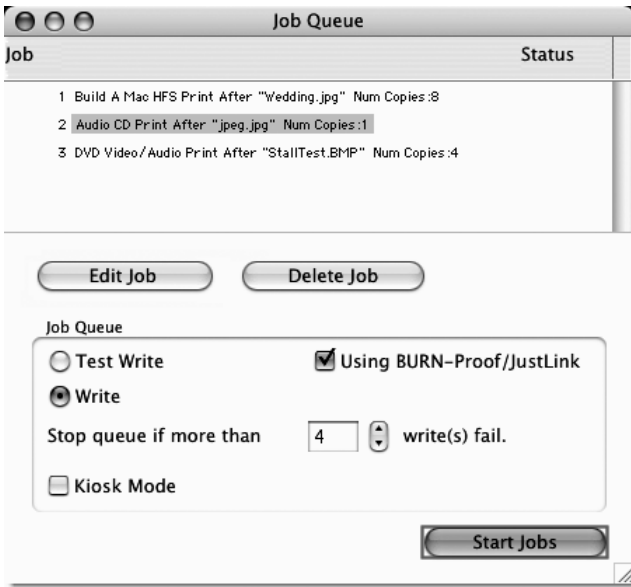 Job Queue
Job Status
1 Build A Mac HFS Print After "Wedding.jpg" Num Copies:8
2 Audio CD Print After "jpeg.jpg" Num Copies:1
3 DVD Video/Audio Print After "StallTest.BMP" Num Copies:4
Edit Job Delete Job
Job Queue
Test Write Using BURN-Proof/JustLink
Write
Stop queue if more than 4 write(s) fail.
Kiosk Mode
Start Jobs